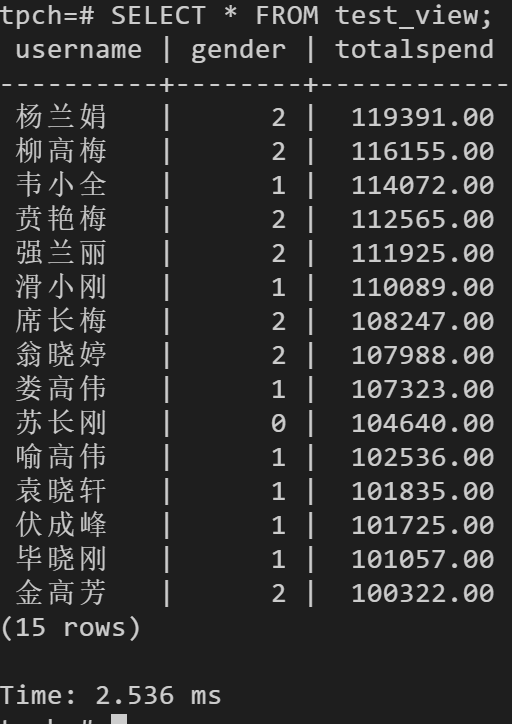 tpch=# SELECT * FROM test_view;
 username | gender | totalspend
----------+--------+------------
 杨兰娟   |      2 |  119391.00
 柳高梅   |      2 |  116155.00
 韦小全   |      1 |  114072.00
 贲艳梅   |      2 |  112565.00
 强兰丽   |      2 |  111925.00
 滑小刚   |      1 |  110089.00
 席长梅   |      2 |  108247.00
 翁晓婷   |      2 |  107988.00
 娄高伟   |      1 |  107323.00
 苏长刚   |      0 |  104640.00
 喻高伟   |      1 |  102536.00
 袁晓轩   |      1 |  101835.00
 伏成峰   |      1 |  101725.00
 毕晓刚   |      1 |  101057.00
 金高芳   |      2 |  100322.00
(15 rows)
Time: 2.536 ms